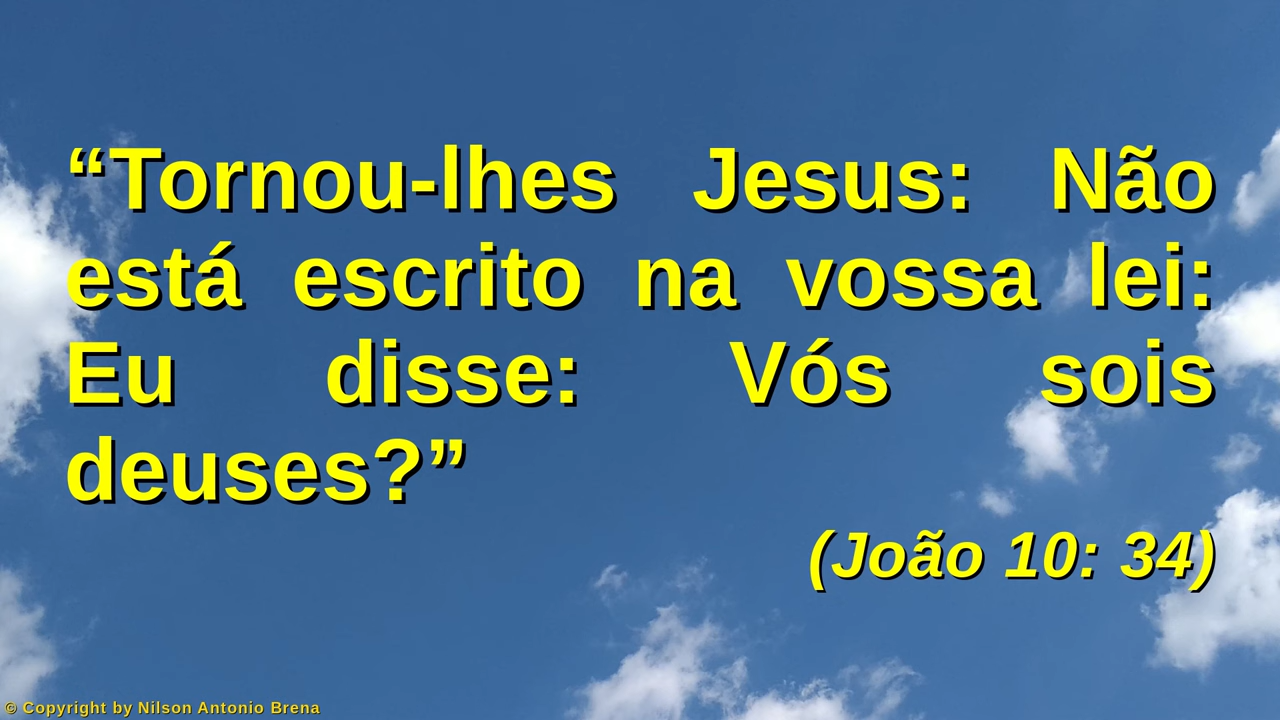 “Tornou-lhes Jesus: Não
está escrito na vossa lei:
Eu disse: Vós sois
deuses?”
(João 10: 34)
© Copyright by Nilson Antonio Brena